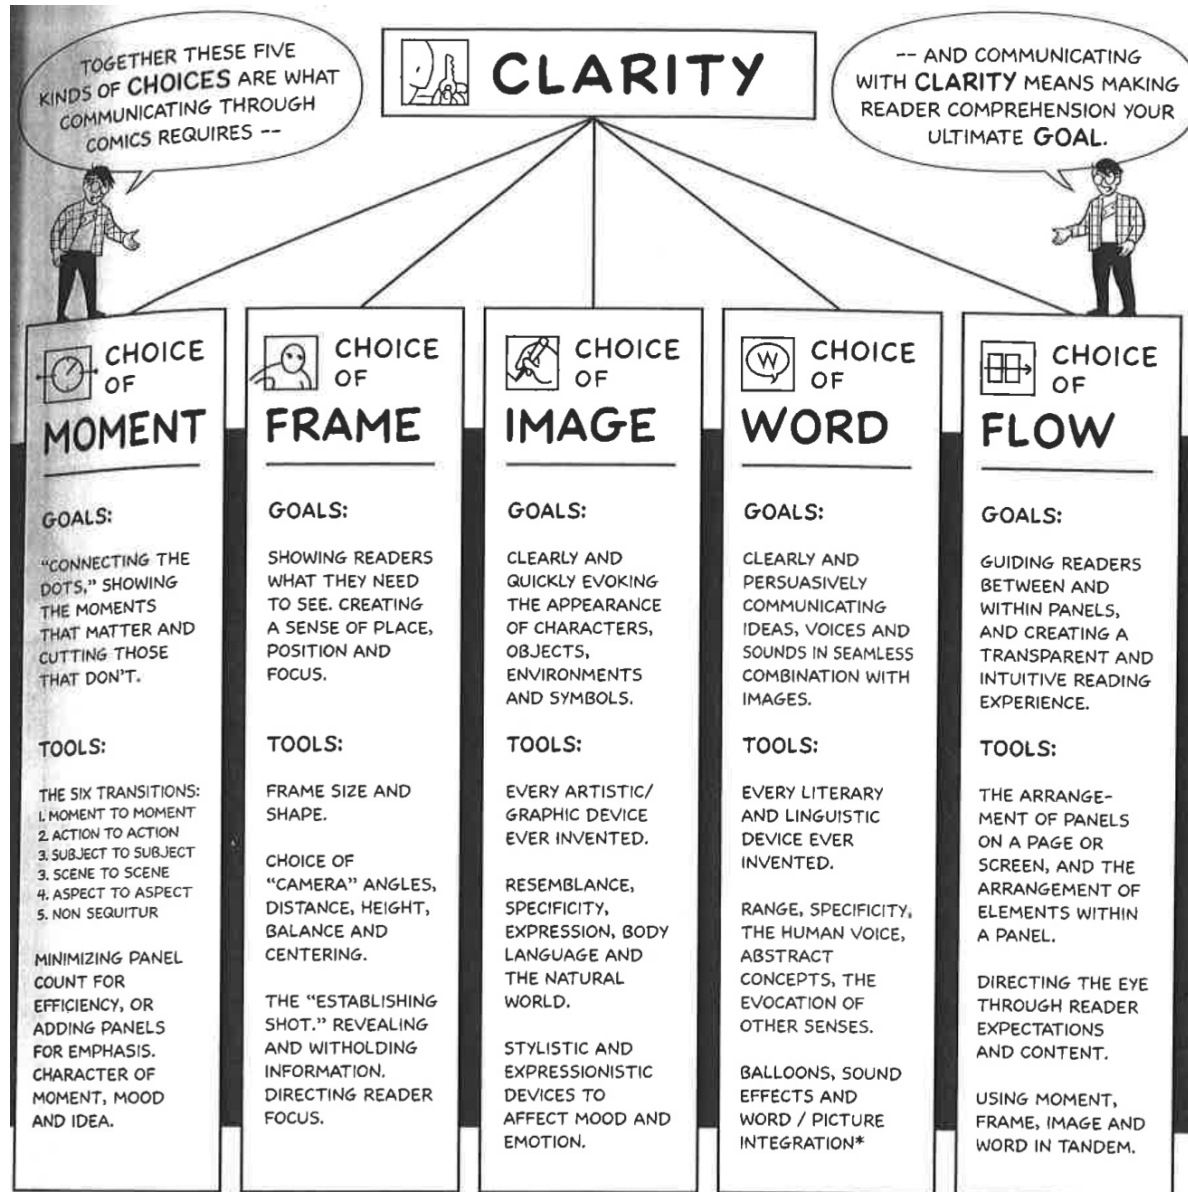 TOGETHER THESE FIVE
KINDS OF CHOICES ARE WHAT
COMMUNICATING THROUGH
COMICS REQUIRES --
CLARITY
-- AND COMMUNICATING
WITH CLARITY MEANS MAKING
READER COMPREHENSION YOUR
ULTIMATE GOAL.
CHOICE
OF
MOMENT
GOALS:
"CONNECTING THE
DOTS," SHOWING
THE MOMENTS
THAT MATTER AND
CUTTING THOSE
THAT DON'T.
TOOLS:
THE SIX TRANSITIONS:
1. MOMENT TO MOMENT
2. ACTION TO ACTION
3. SUBJECT TO SUBJECT
3. SCENE TO SCENE
4. ASPECT TO ASPECT
5. NON SEQUITUR
MINIMIZING PANEL
COUNT FOR
EFFICIENCY, OR
ADDING PANELS
FOR EMPHASIS.
CHARACTER OF
MOMENT, MOOD
AND IDEA.
CHOICE
OF
FRAME
GOALS:
SHOWING READERS
WHAT THEY NEED
TO SEE. CREATING
A SENSE OF PLACE,
POSITION AND
FOCUS.
TOOLS:
FRAME SIZE AND
SHAPE.
CHOICE OF
"CAMERA" ANGLES,
DISTANCE, HEIGHT,
BALANCE AND
CENTERING.
THE "ESTABLISHING
SHOT." REVEALING
AND WITHOLDING
INFORMATION.
DIRECTING READER
FOCUS.
CHOICE
OF
IMAGE
GOALS:
CLEARLY AND
QUICKLY EVOKING
THE APPEARANCE
OF CHARACTERS,
OBJECTS,
ENVIRONMENTS
AND SYMBOLS.
TOOLS:
EVERY ARTISTIC/
GRAPHIC DEVICE
EVER INVENTED.
RESEMBLANCE,
SPECIFICITY,
EXPRESSION, BODY
LANGUAGE AND
THE NATURAL
WORLD.
STYLISTIC AND
EXPRESSIONISTIC
DEVICES TO
AFFECT MOOD AND
EMOTION.
W
CHOICE
OF
WORD
GOALS:
CLEARLY AND
PERSUASIVELY
COMMUNICATING
IDEAS, VOICES AND
SOUNDS IN SEAMLESS
COMBINATION WITH
IMAGES.
TOOLS:
EVERY LITERARY
AND LINGUISTIC
DEVICE EVER
INVENTED.
RANGE, SPECIFICITY,
THE HUMAN VOICE,
ABSTRACT
CONCEPTS, THE
EVOCATION OF
OTHER SENSES.
BALLOONS, SOUND
EFFECTS AND
WORD / PICTURE
INTEGRATION*
CHOICE
OF
FLOW
GOALS:
GUIDING READERS
BETWEEN AND
WITHIN PANELS,
AND CREATING A
TRANSPARENT AND
INTUITIVE READING
EXPERIENCE.
TOOLS:
THE ARRANGE-
MENT OF PANELS
ON A PAGE OR
SCREEN, AND THE
ARRANGEMENT OF
ELEMENTS WITHIN
A PANEL.
DIRECTING THE EYE
THROUGH READER
EXPECTATIONS
AND CONTENT.
USING MOMENT,
FRAME, IMAGE AND
WORD IN TANDEM.